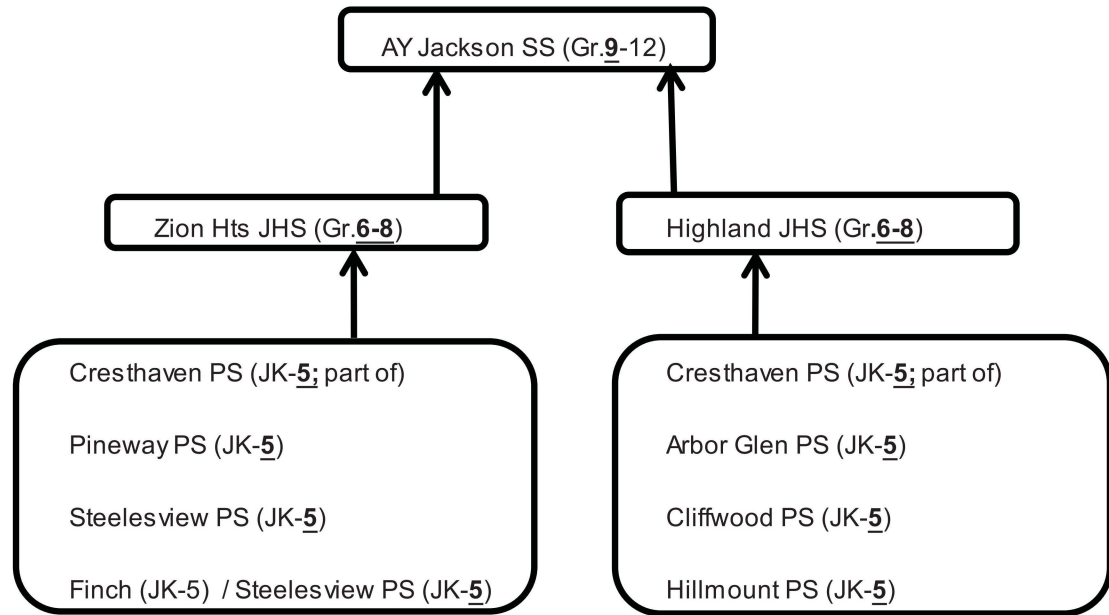 AY Jackson SS (Gr.9-12)
Zion Hts JHS (Gr.6-8)
Highland JHS (Gr.6-8)
Cresthaven PS (JK-5; part of)
Pineway PS (JK-5)
Steelesview PS (JK-5)
Finch (JK-5) / Steelesview PS (JK-5)
Cresthaven PS (JK-5; part of)
Arbor Glen PS (JK-5)
Cliffwood PS (JK-5)
Hillmount PS (JK-5)